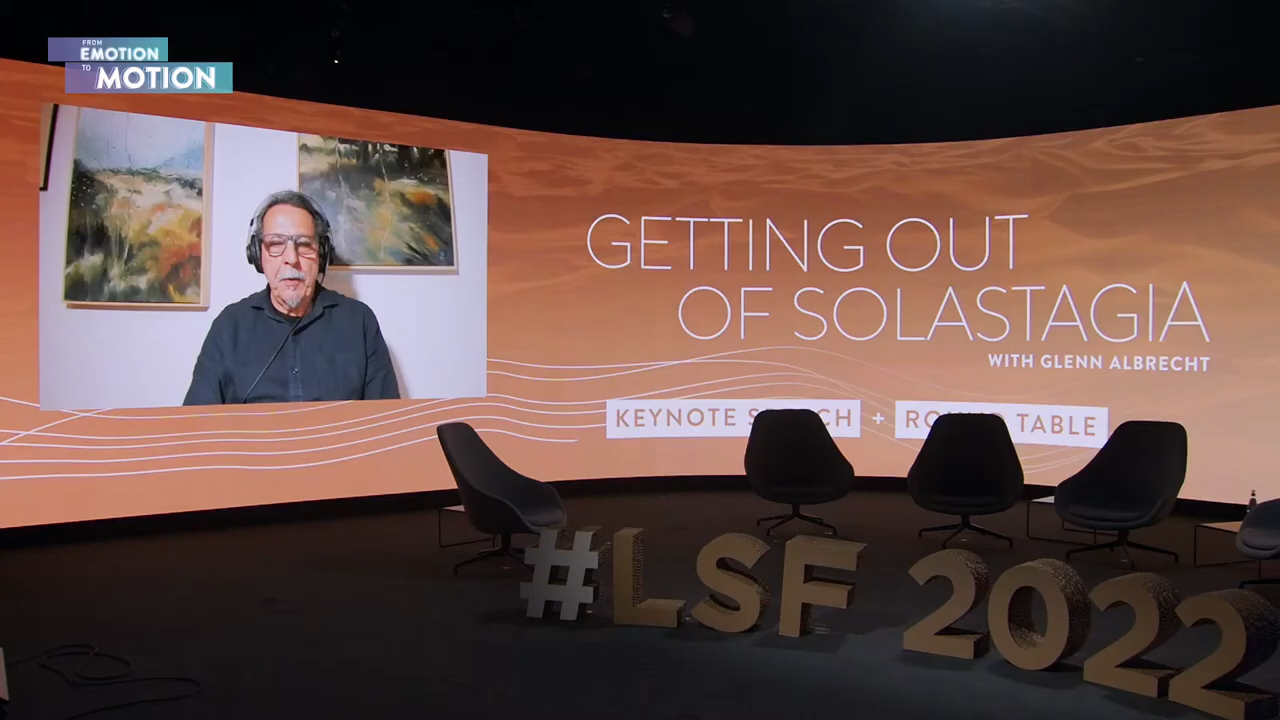 FROM
EMOTION
TO MOTION
GETTING OUT
OF SOLASTAGIA
WITH GLENN ALBRECHT
KEYNOTE + TABLE
#LSF 2022